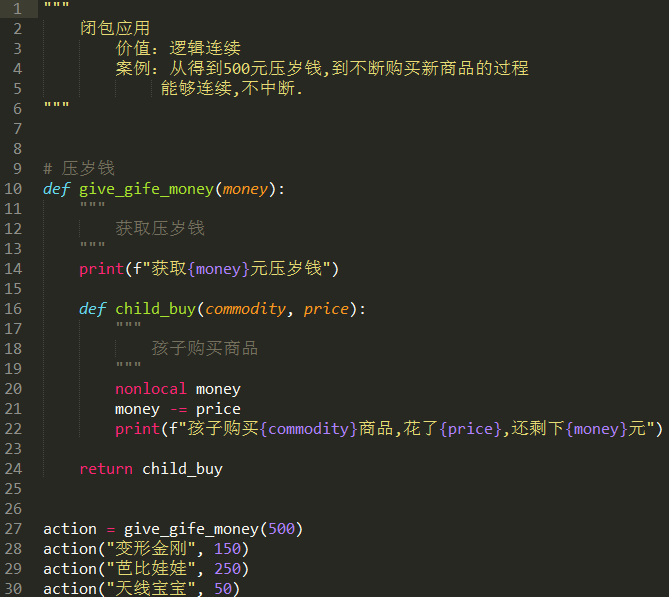 1 """
2     闭包应用
3         价值：逻辑连续
4         案例：从得到500元压岁钱,到不断购买新商品的过程
5              能够连续,不中断.
6 """
7
8
9 # 压岁钱
10 def give_gife_money(money):
11     """
12         获取压岁钱
13     """
14     print(f"获取{money}元压岁钱")
15
16     def child_buy(commodity, price):
17         """
18             孩子购买商品
19         """
20         nonlocal money
21         money -= price
22         print(f"孩子购买{commodity}商品,花了{price},还剩下{money}元")
23
24     return child_buy
25
26
27 action = give_gife_money(500)
28 action("变形金刚", 150)
29 action("芭比娃娃", 250)
30 action("天线宝宝", 50)